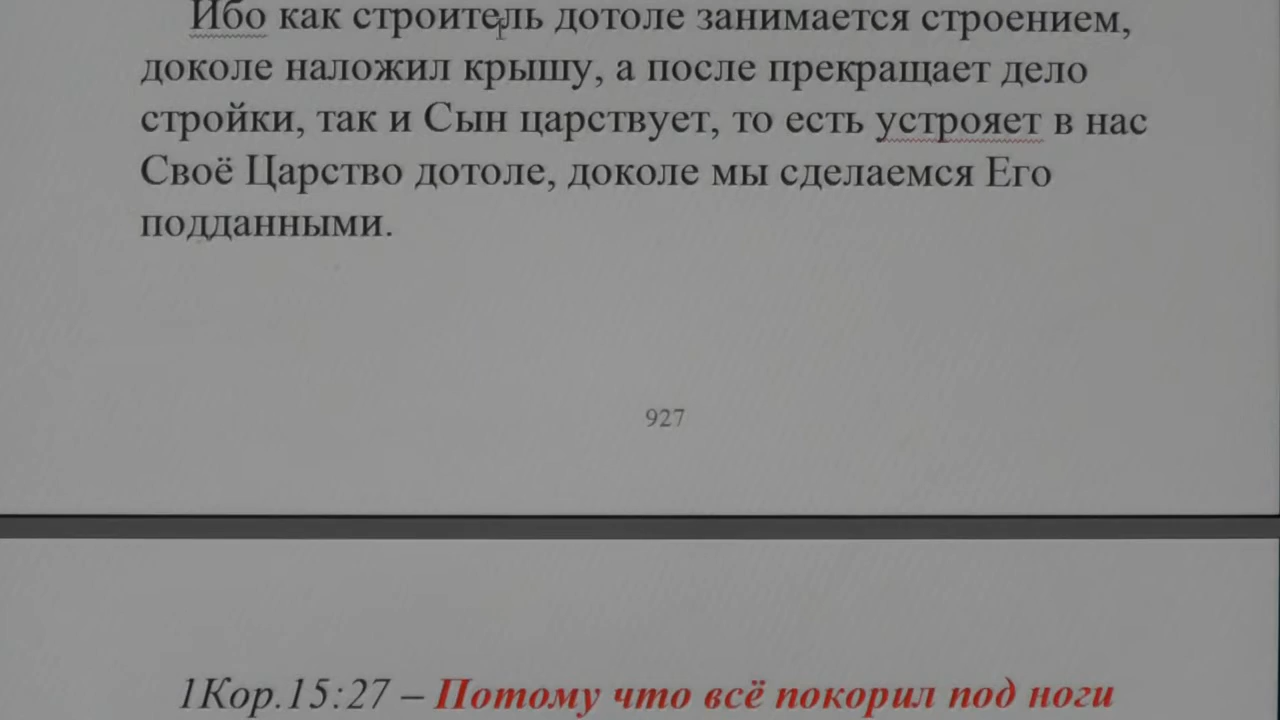 Ибо как строитель дотоле занимается строением,
доколе наложил крышу, а после прекращает дело
стройки, так и Сын царствует, то есть устрояет в нас
Своё Царство дотоле, доколе мы сделаемся Его
подданными.
927
1Кор.15:27 – Потому что всё покорил под ноги